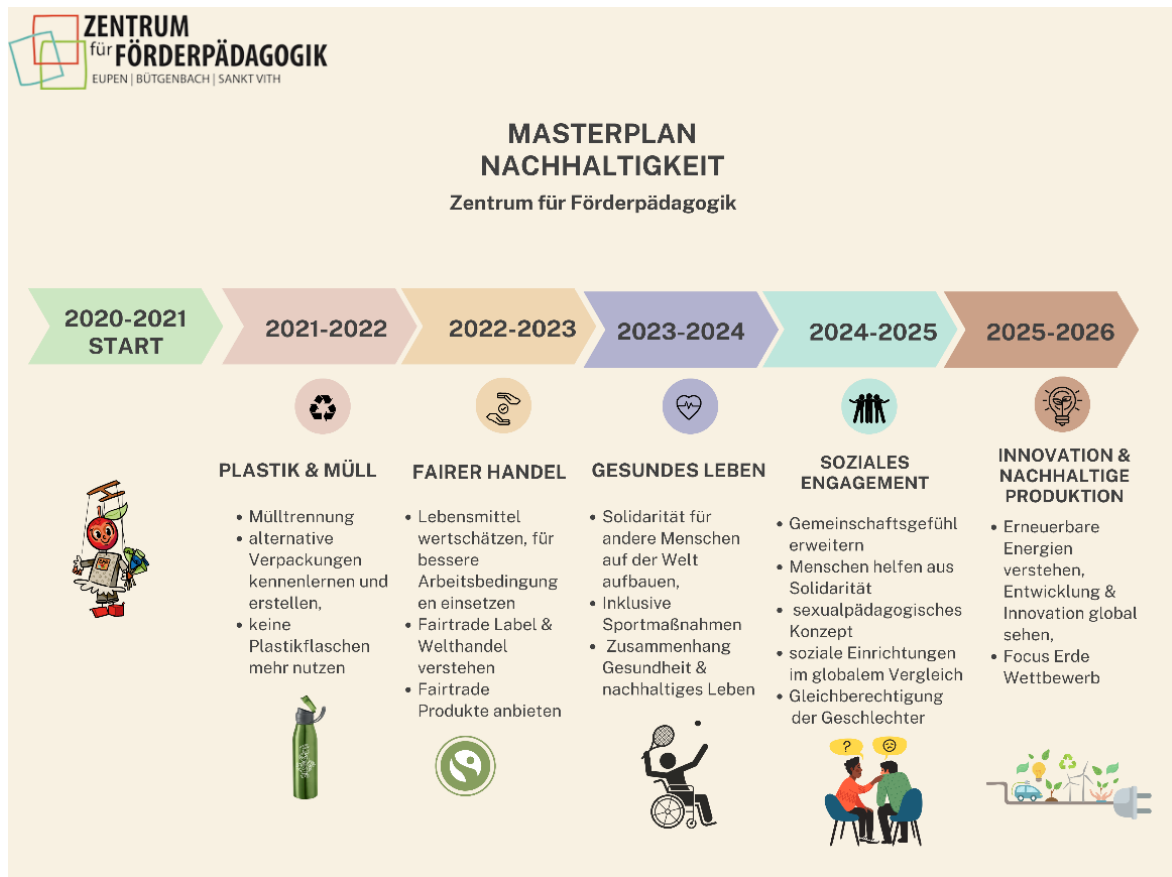 ZENTRUM
für FÖRDERPÄDAGOGIK
EUPEN | BÜTGENBACH | SANKT VITH
MASTERPLAN
NACHHALTIGKEIT
Zentrum für Förderpädagogik
2020-2021
START
2021-2022
2022-2023
2023-2024
2024-2025
2025-2026
PLASTIK & MÜLL
• Mülltrennung
• alternative
Verpackungen
kennenlernen und
erstellen,
• keine
Plastikflaschen
mehr nutzen
FAIRER HANDEL
• Lebensmittel
wertschätzen, für
bessere
Arbeitsbedingung
en einsetzen
• Fairtrade Label &
Welthandel
verstehen
• Fairtrade
Produkte anbieten
GESUNDES LEBEN
• Solidarität für
andere Menschen
auf der Welt
aufbauen,
• Inklusive
Sportmaßnahmen
• Zusammenhang
Gesundheit &
nachhaltiges Leben
SOZIALES
ENGAGEMENT
• Gemeinschaftsgefühl
erweitern
• Menschen helfen aus
Solidarität
• sexualpädagogisches
Konzept
• soziale Einrichtungen
im globalem Vergleich
• Gleichberechtigung
der Geschlechter
?
INNOVATION &
NACHHALTIGE
PRODUKTION
• Erneuerbare
Energien
verstehen,
Entwicklung &
Innovation global
sehen,
• Focus Erde
Wettbewerb